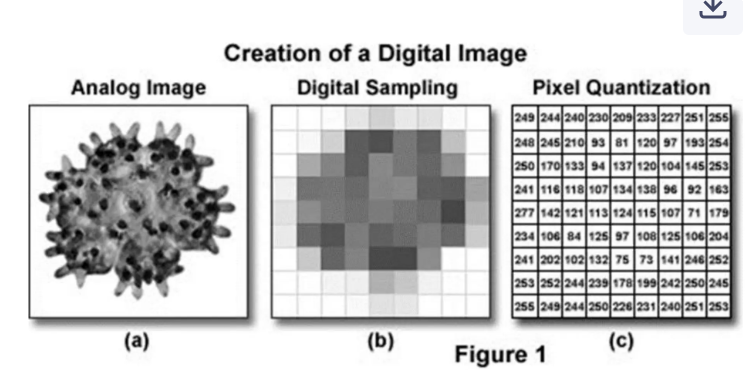 Creation of a Digital Image
Analog Image
Digital Sampling
Pixel Quantization
249 244 240 230 209 233 227 251 255
248 245 210 93 81 120 97 193 254
250 170 133 94 137 120 104 145 253
241 116 118 107 134 138 96 92 163
277 142 121 113 124 115 107 71 179
234 106 84 125 97 108 125 106 204
241 202 102 132 75 73 141 246 252
253 252 244 239 178 199 242 250 245
255 249 244 250 226 231 240 251 253
(a)
(b)
(c)
Figure 1